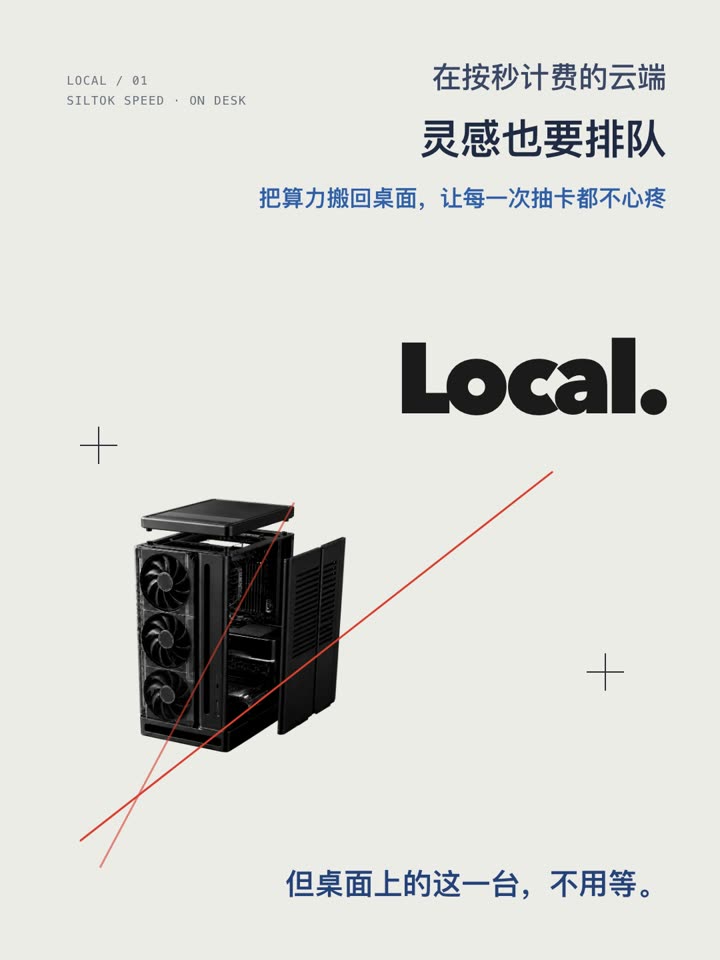 LOCAL / 01
SILTOK SPEED · ON DESK
在按秒计费的云端
灵感也要排队
把算力搬回桌面，让每一次抽卡都不心疼
Local.
但桌面上的这一台，不用等。